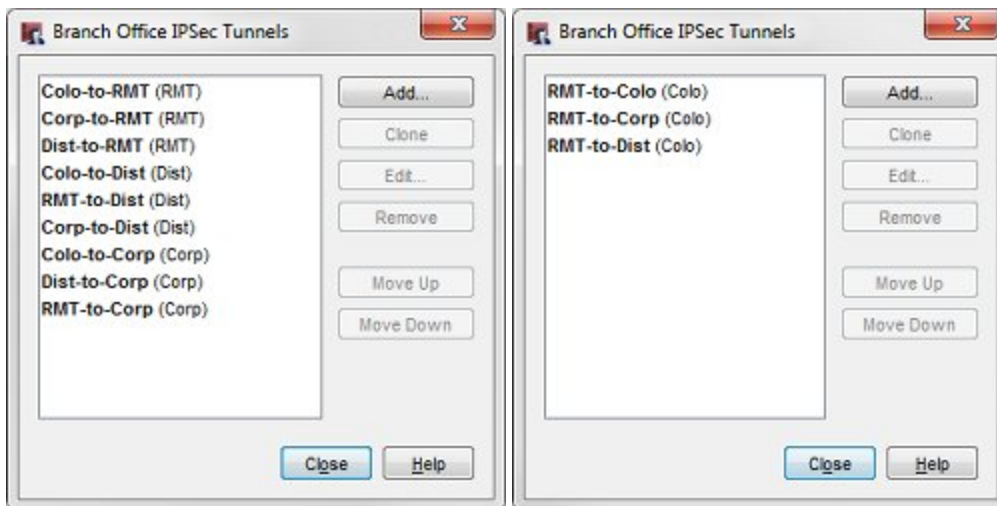 Branch Office IPSec Tunnels
Colo-to-RMT (RMT)
Corp-to-RMT (RMT)
Dist-to-RMT (RMT)
Colo-to-Dist (Dist)
RMT-to-Dist (Dist)
Corp-to-Dist (Dist)
Colo-to-Corp (Corp)
Dist-to-Corp (Corp)
RMT-to-Corp (Corp)
Add...
Clone
Edit...
Remove
Move Up
Move Down
Close
Help
Branch Office IPSec Tunnels
RMT-to-Colo (Colo)
RMT-to-Corp (Colo)
RMT-to-Dist (Colo)
Add...
Clone
Edit...
Remove
Move Up
Move Down
Close
Help